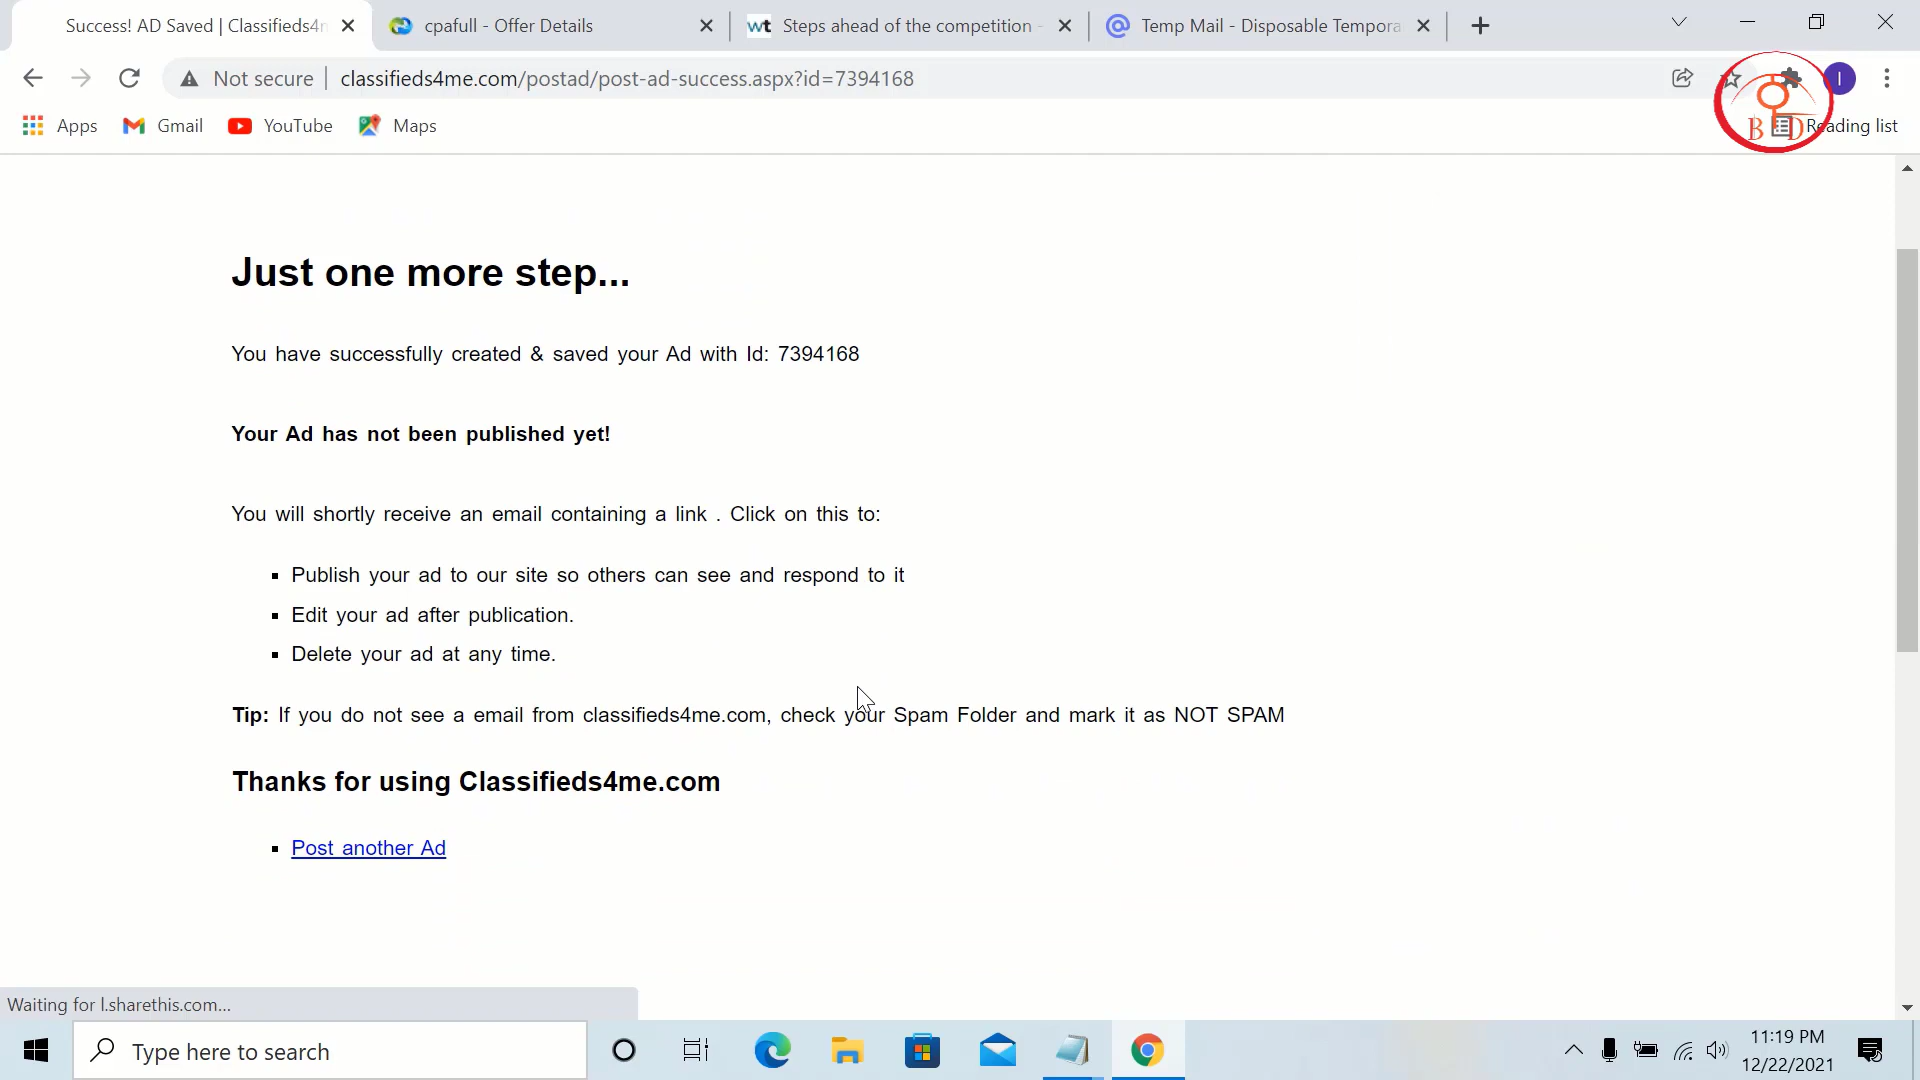 Success! AD Saved | Classifieds4m
cpafull - Offer Details
wt Steps ahead of the competition -
Temp Mail - Disposable Tempora
Not secure
classifieds4me.com/postad/post-ad-success.aspx?id=7394168
I
Apps
Gmail
YouTube
Maps
B D
Reading list
Just one more step...
You have successfully created & saved your Ad with Id: 7394168
Your Ad has not been published yet!
You will shortly receive an email containing a link . Click on this to:
Publish your ad to our site so others can see and respond to it
Edit your ad after publication.
Delete your ad at any time.
Tip: If you do not see a email from classifieds4me.com, check your Spam Folder and mark it as NOT SPAM
Thanks for using Classifieds4me.com
Post another Ad
Waiting for l.sharethis.com...
Type here to search
11:19 PM
12/22/2021